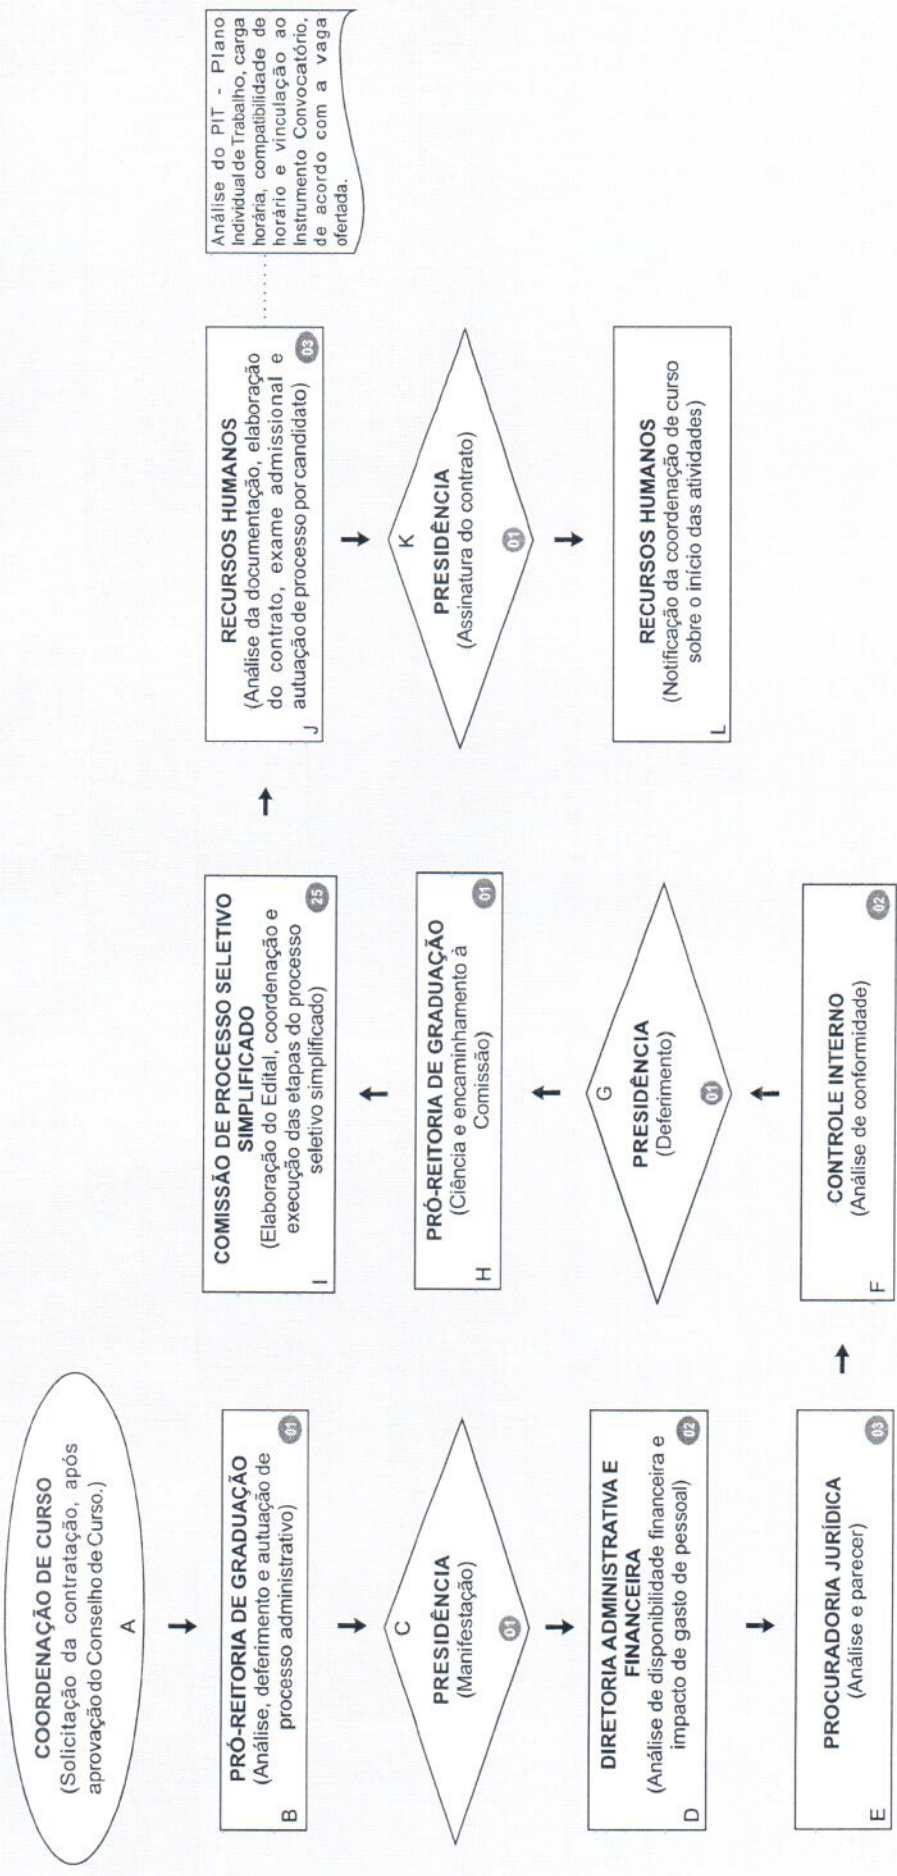 COORDENAÇÃO DE CURSO
(Solicitação da contratação, após
aprovação do Conselho de Curso.)
A
PRÓ-REITORIA DE GRADUAÇÃO
(Análise, deferimento e autuação de
processo administrativo)
B
01
C
PRESIDÊNCIA
(Manifestação)
01
DIRETORIA ADMINISTRATIVA E
FINANCEIRA
(Análise de disponibilidade financeira e
impacto de gasto de pessoal)
D
02
PROCURADORIA JURÍDICA
(Análise e parecer)
E
03
CONTROLE INTERNO
(Análise de conformidade)
F
02
G
PRESIDÊNCIA
(Deferimento)
01
PRÓ-REITORIA DE GRADUAÇÃO
(Ciência e encaminhamento à
Comissão)
H
01
COMISSÃO DE PROCESSO SELETIVO
SIMPLIFICADO
(Elaboração do Edital, coordenação e
execução das etapas do processo
seletivo simplificado)
I
25
RECURSOS HUMANOS
(Análise da documentação, elaboração
do contrato, exame admissional e
autuação de processo por candidato)
J
03
Análise do PIT - Plano
Individual de Trabalho, carga
horária, compatibilidade de
horário e vinculação ao
Instrumento Convocatório,
de acordo com a vaga
ofertada.
K
PRESIDÊNCIA
(Assinatura do contrato)
01
RECURSOS HUMANOS
(Notificação da coordenação de curso
sobre o início das atividades)
L